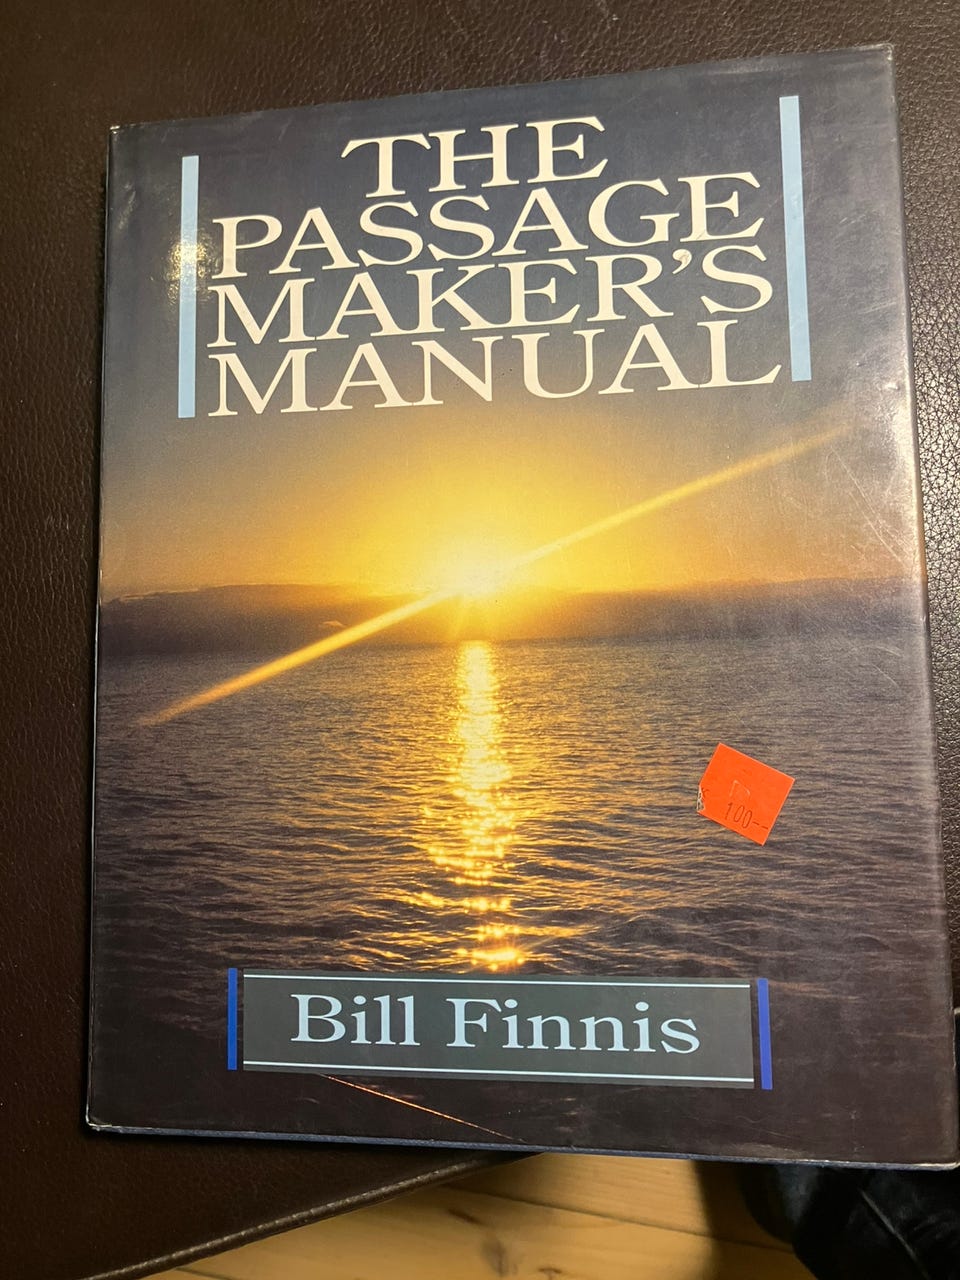 THE
PASSAGE
MAKER'S
MANUAL
100--
Bill Finnis